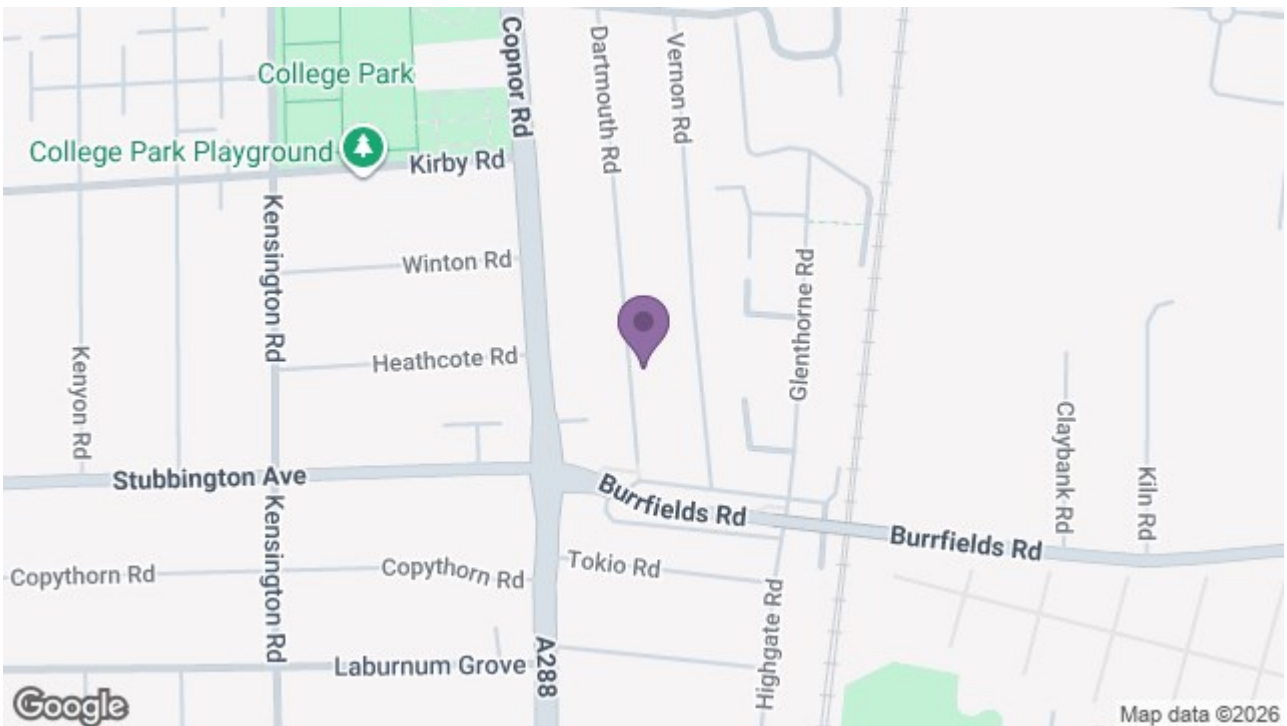 College Park
College Park Playground
Kirby Rd
Copnor Rd
Dartmouth Rd
Vernon Rd
Kensington Rd
Winton Rd
Heathcote Rd
Glenthorne Rd
Kenyon Rd
Claybank Rd
Kiln Rd
Stubbington Ave
Burrfields Rd
Burrfields Rd
Kensington Rd
Copythorn Rd
Copythorn Rd
Tokio Rd
Highgate Rd
A288
Laburnum Grove
Google
Map data ©2026